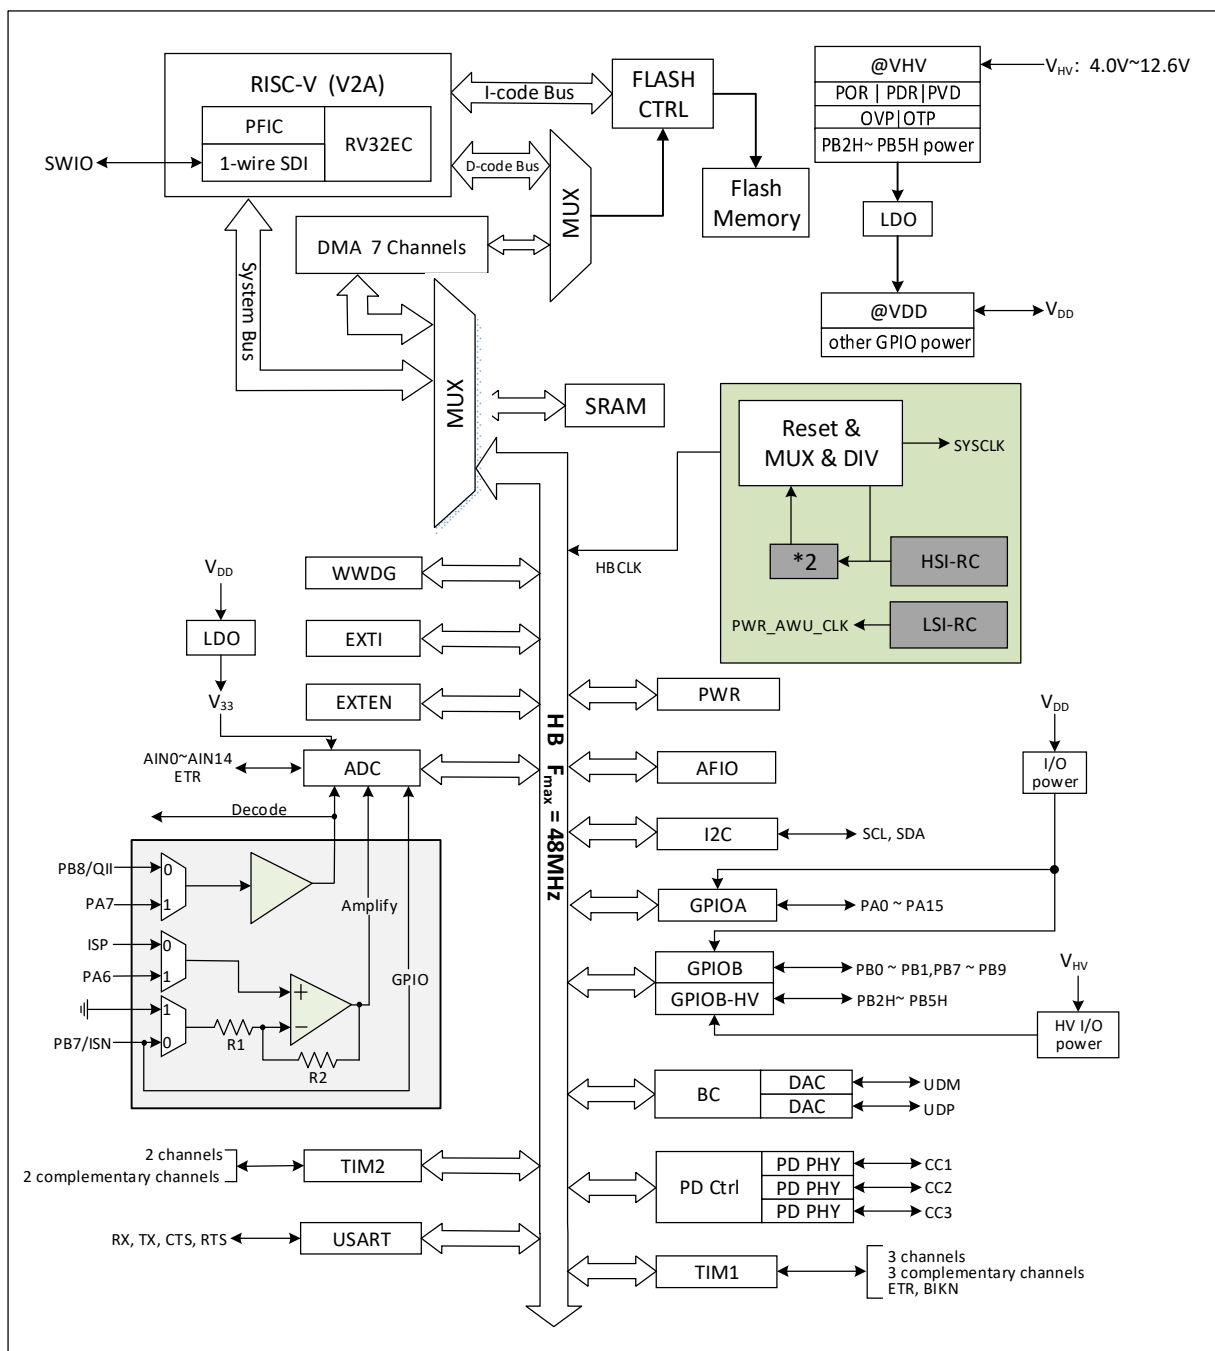 RISC-V (V2A)
PFIC
1-wire SDI
RV32EC
SWIO
I-code Bus
D-code Bus
FLASH
CTRL
Flash
Memory
MUX
DMA 7 Channels
System Bus
MUX
SRAM
@VHV
POR | PDR|PVD
OVP|OTP
PB2H~ PB5H power
VHV: 4.0V~12.6V
LDO
@VDD
other GPIO power
VDD
Reset &
MUX & DIV
SYSCLK
*2
HSI-RC
LSI-RC
PWR_AWU_CLK
HBCLK
HB Fmax = 48MHz
WWDG
EXTI
EXTEN
VDD
LDO
V33
AIN0~AIN14
ETR
ADC
Decode
PB8/QII
0
PA7
1
Amplify
ISP
0
PA6
1
GPIO
1
PB7/ISN
0
+
−
R1
R2
2 channels
2 complementary channels
TIM2
RX, TX, CTS, RTS
USART
PWR
AFIO
I2C
SCL, SDA
VDD
I/O
power
GPIOA
PA0 ~ PA15
GPIOB
PB0 ~ PB1,PB7 ~ PB9
GPIOB-HV
PB2H~ PB5H
VHV
HV I/O
power
BC
DAC
UDM
DAC
UDP
PD Ctrl
PD PHY
CC1
PD PHY
CC2
PD PHY
CC3
TIM1
3 channels
3 complementary channels
ETR, BIKN